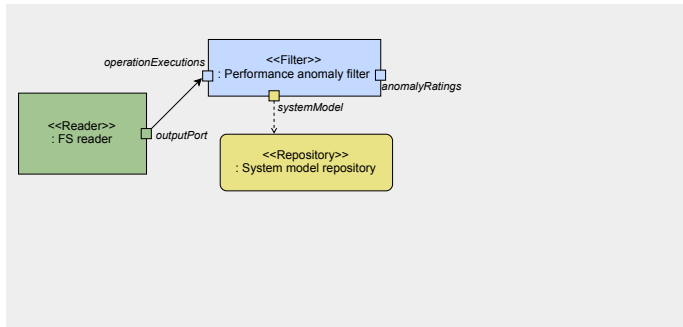 operationExecutions
<<Filter>>
: Performance anomaly filter
anomalyRatings
systemModel
<<Reader>>
: FS reader
outputPort
<<Repository>>
: System model repository